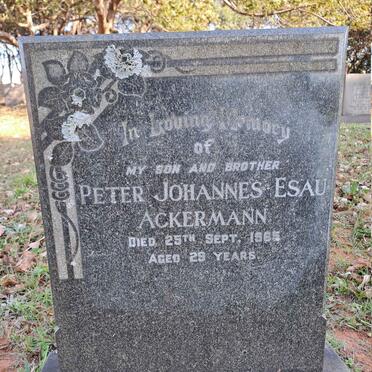 In Loving Memory
of
MY SON AND BROTHER
PETER JOHANNES ESAU
ACKERMANN
DIED 25TH SEPT, 1965
AGED 29 YEARS